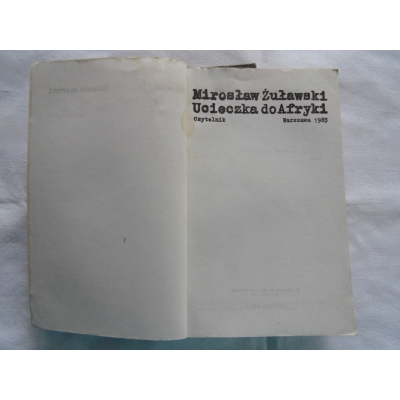 Mirosław Żuławski
Ucieczka do Afryki
Czytelnik Warszawa 1983